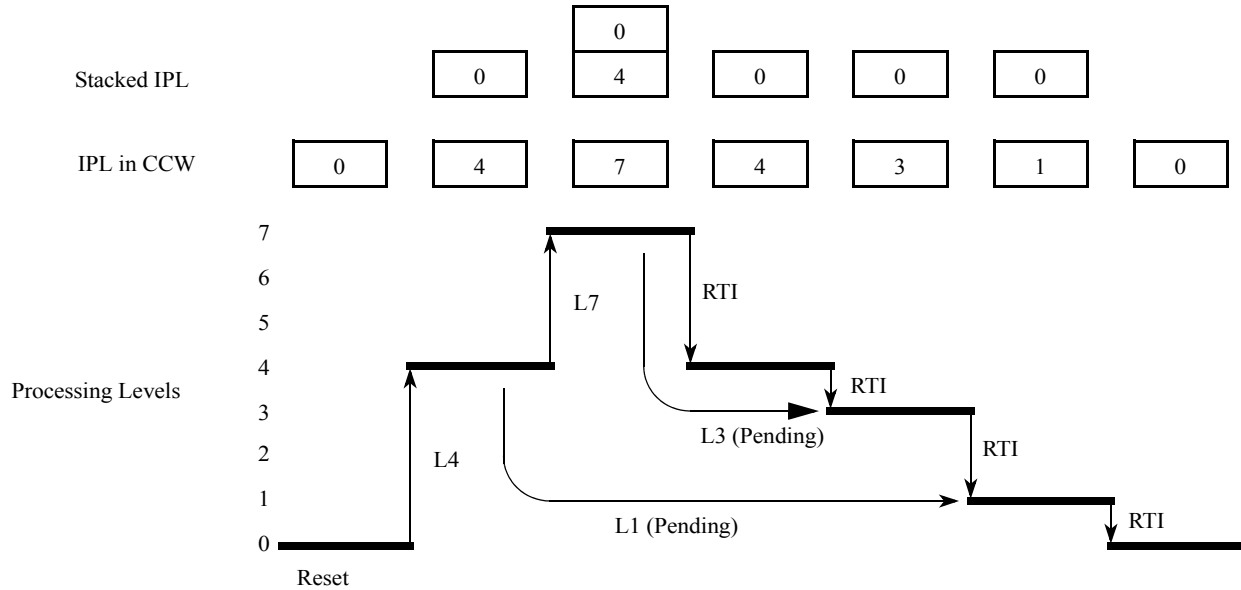 0
Stacked IPL 0 4 0 0 0
IPL in CCW 0 4 7 4 3 1 0
7
6
L7 RTI
5
4
Processing Levels RTI
3
L3 (Pending)
2 L4 RTI
1
L1 (Pending) RTI
0
Reset